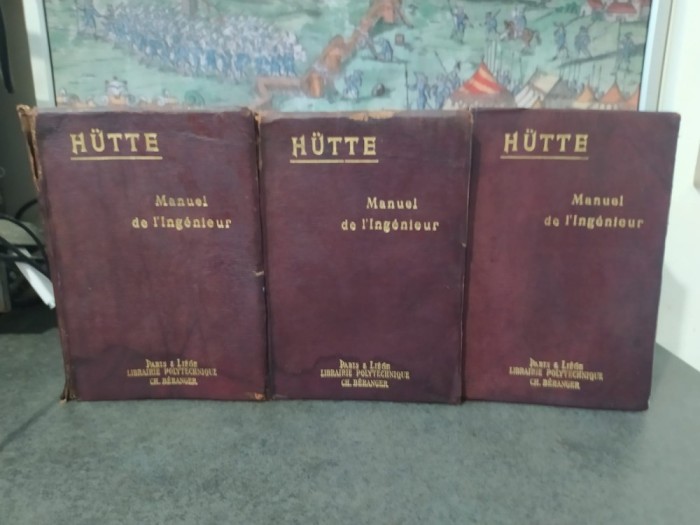 HÜTTE
Manuel
de l'Ingénieur
PARIS & LIÉGE
LIBRAIRIE POLYTECHNIQUE
CH. BÉRANGER
HÜTTE
Manuel
de l'Ingénieur
PARIS & LIÉGE
LIBRAIRIE POLYTECHNIQUE
CH. BÉRANGER
HÜTTE
Manuel
de l'Ingénieur
PARIS & LIÉGE
LIBRAIRIE POLYTECHNIQUE
CH. BÉRANGER